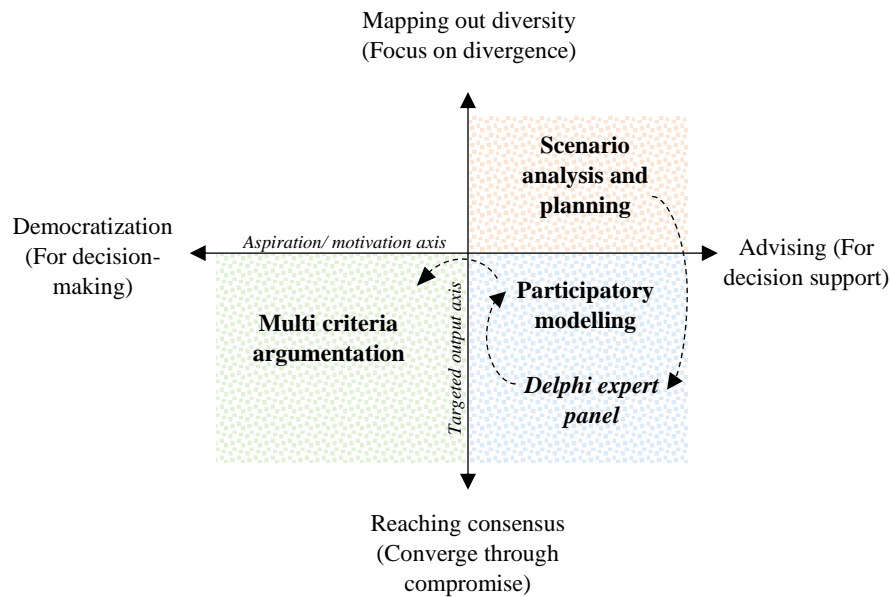 Mapping out diversity
(Focus on divergence)
Scenario
analysis and
planning
Democratization
(For decision-
making)
Aspiration/ motivation axis
Advising (For
decision support)
Participatory
modelling
Multi criteria
argumentation
Targeted output axis
Delphi expert
panel
Reaching consensus
(Converge through
compromise)